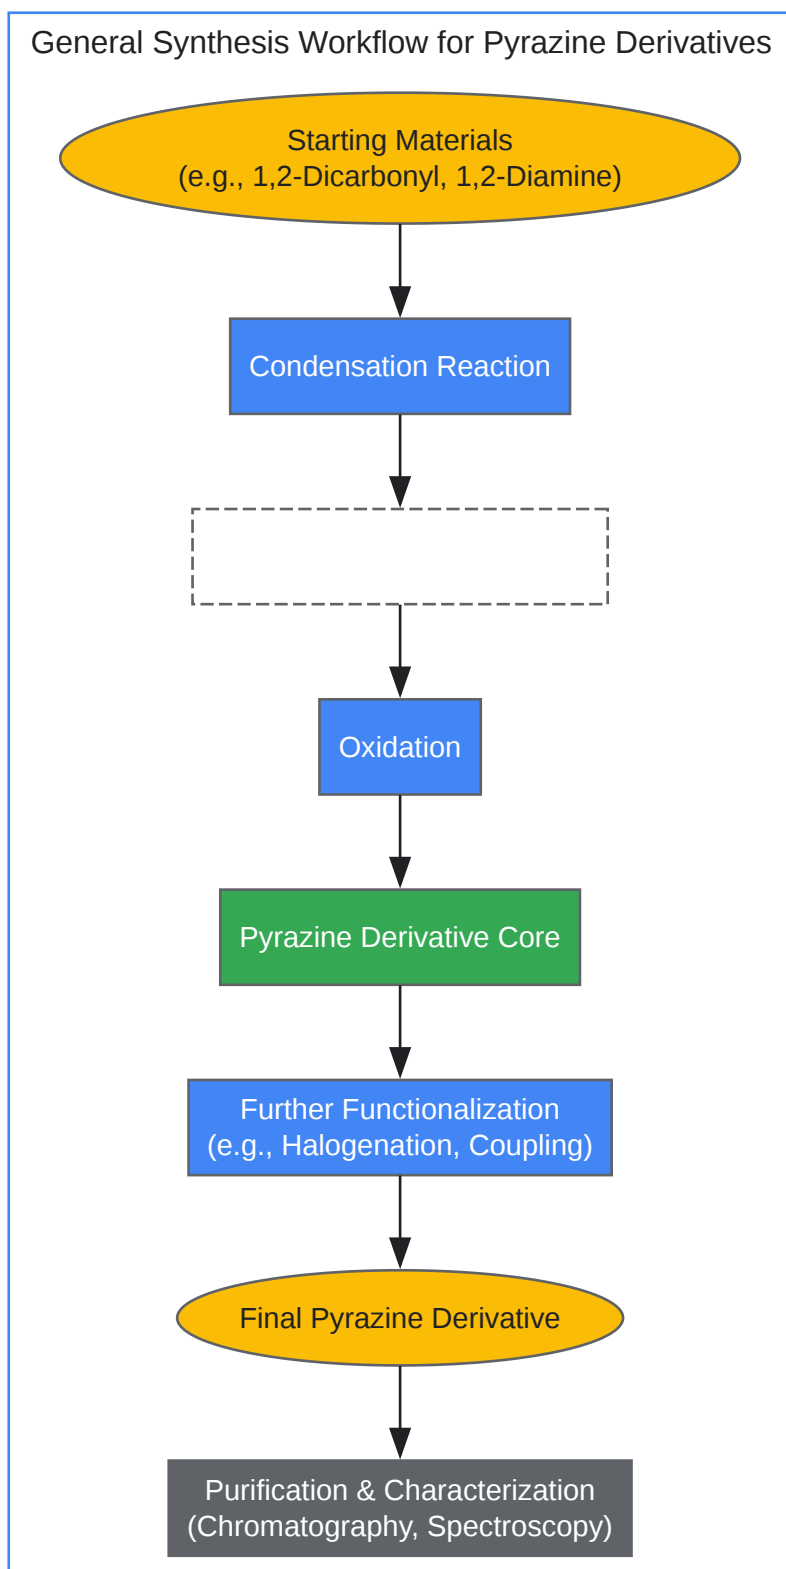 General Synthesis Workflow for Pyrazine Derivatives
Starting Materials
(e.g., 1,2-Dicarbonyl, 1,2-Diamine)
Condensation Reaction
Oxidation
Pyrazine Derivative Core
Further Functionalization
(e.g., Halogenation, Coupling)
Final Pyrazine Derivative
Purification & Characterization
(Chromatography, Spectroscopy)